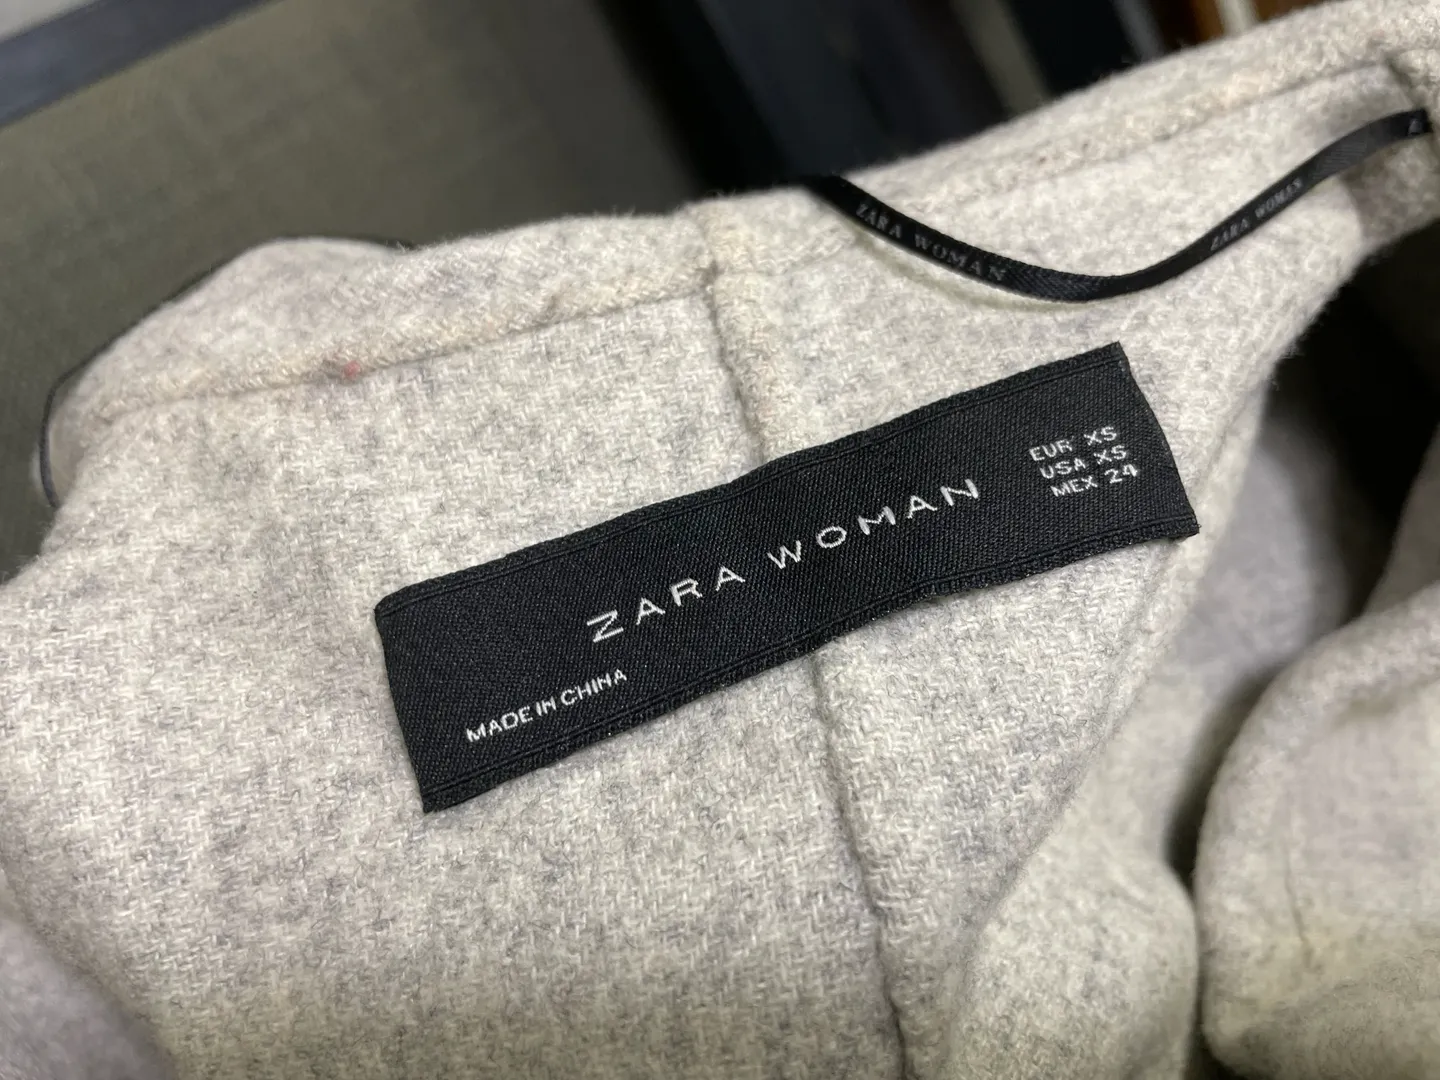 ZARA WOMAN
ZARA WOMAN
Z
EUR XS
USA XS
MEX 24
ZARA WOMAN
MADE IN CHINA